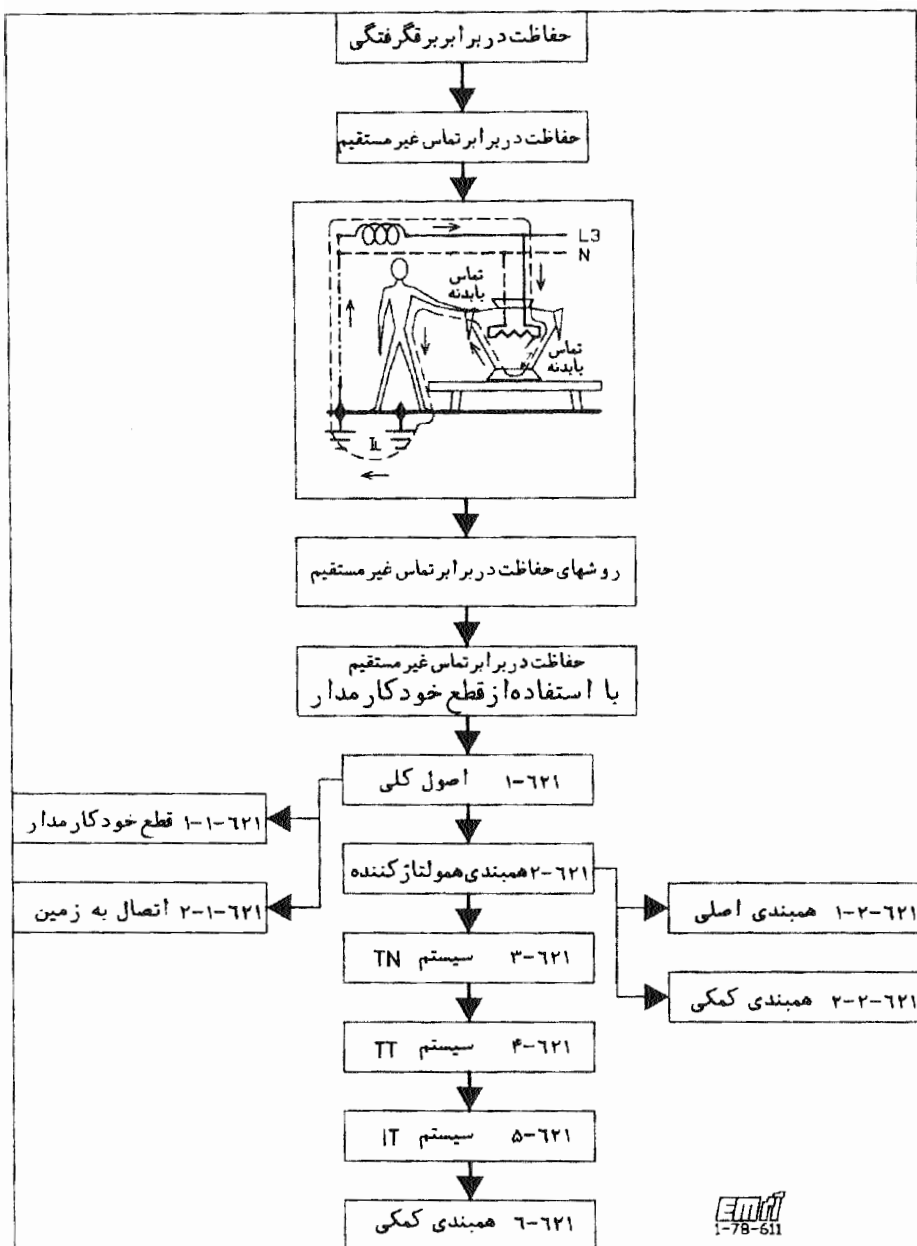 حفاظت در برابر برقگرفتگی
حفاظت در برابر تماس غیر مستقیم
L3
N
تماس
بابدنه
تماس
بابدنه
IL
روشهای حفاظت در برابر تماس غیر مستقیم
حفاظت در برابر تماس غیر مستقیم
با استفاده از قطع خودکار مدار
۱-۶۲۱ اصول کلی
۱-۱-۶۲۱ قطع خودکار مدار
۲-۶۲۱ همبندی همولتاژ کننده
۲-۱-۶۲۱ اتصال به زمین
۱-۲-۶۲۱ همبندی اصلی
۳-۶۲۱ سیستم TN
۲-۲-۶۲۱ همبندی کمکی
۴-۶۲۱ سیستم TT
۵-۶۲۱ سیستم IT
۶-۶۲۱ همبندی کمکی
emri
1-78-611